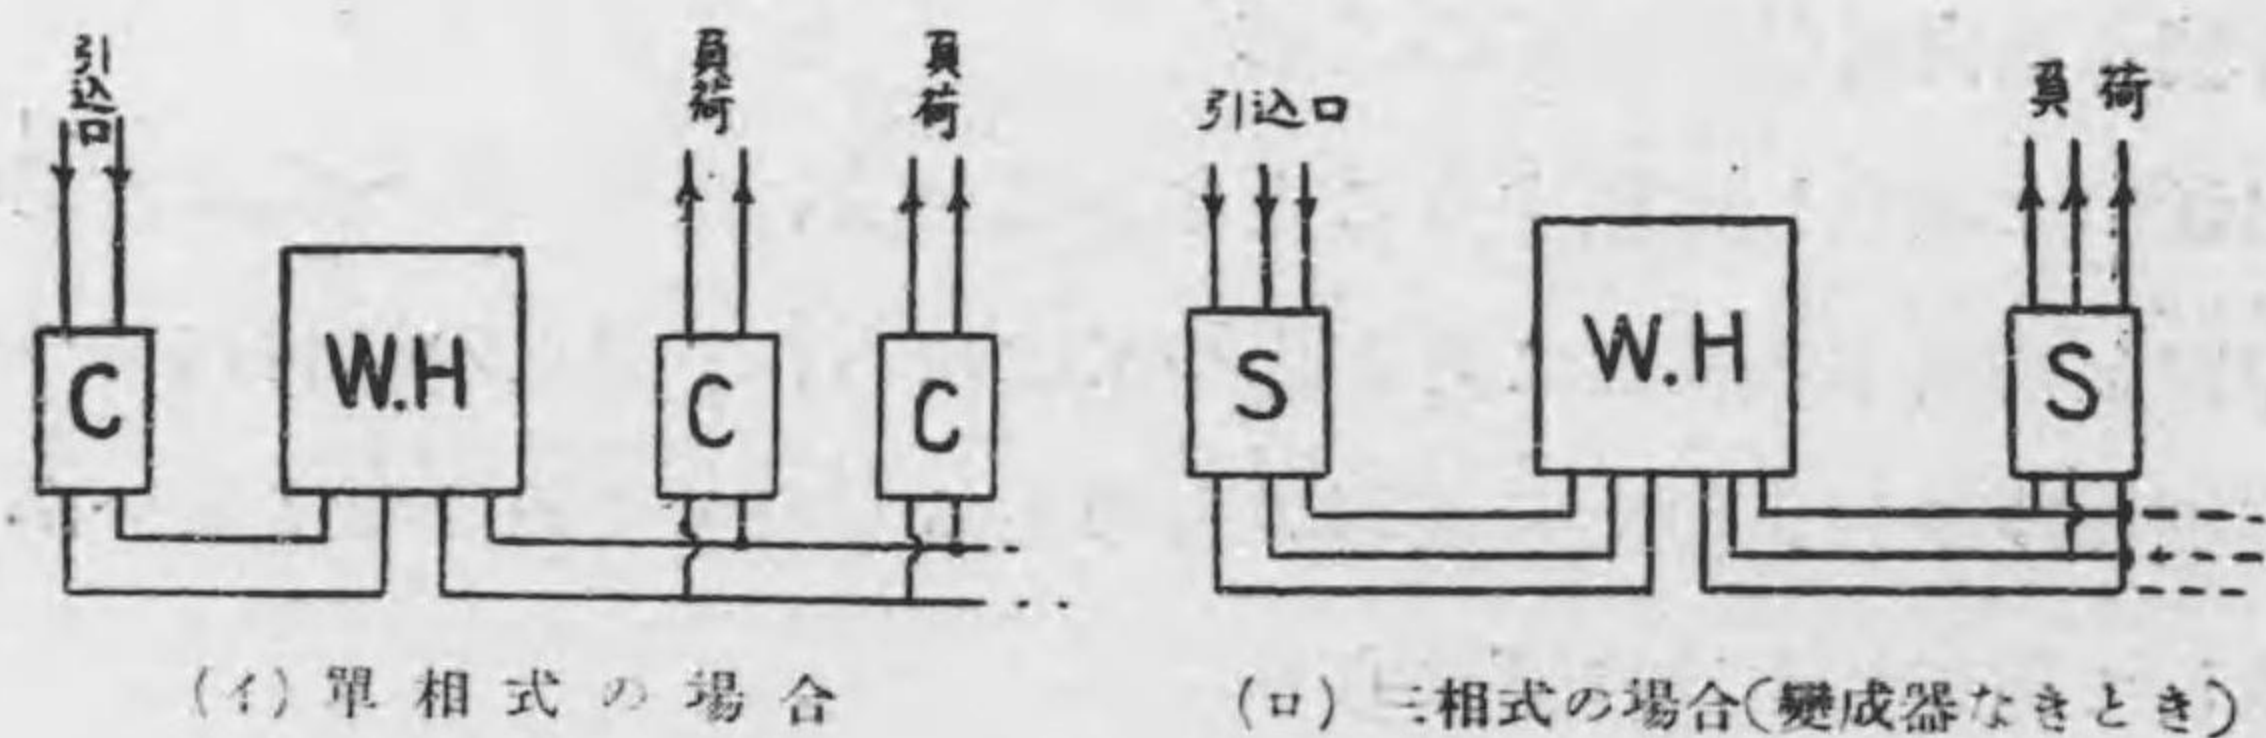 引込口
負荷
負荷
C
W.H
C
C
(イ) 單相式の場合
引込口
負荷
S
W.H
S
(ロ) 三相式の場合(變成器なきとき)